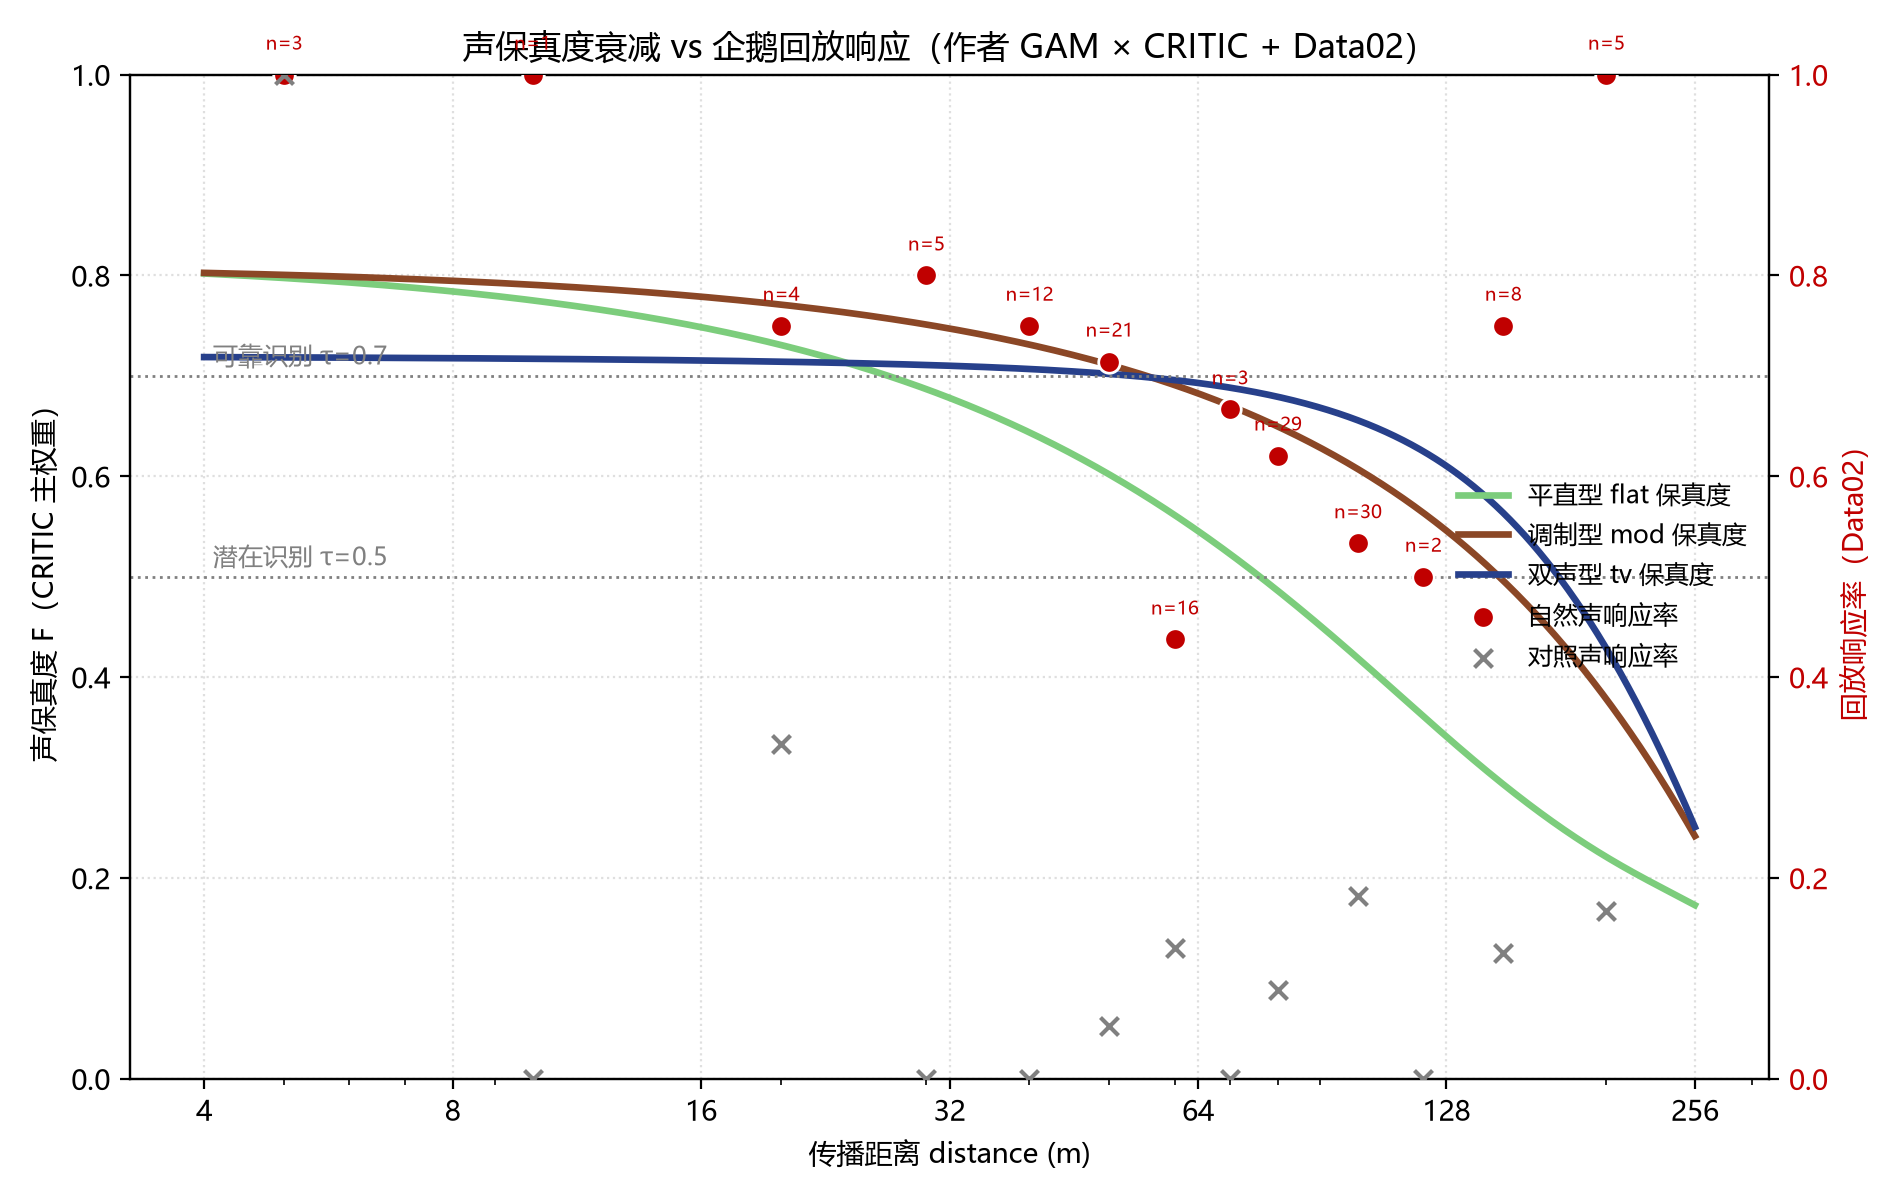 声保真度衰减 vs 企鹅回放响应（作者 GAM × CRITIC + Data02）
n=3
n=1
n=5
n=5
n=4
n=12
n=8
n=21
n=3
n=29
n=30
n=2
n=16
可靠识别 τ=0.7
潜在识别 τ=0.5
平直型 flat 保真度
调制型 mod 保真度
双声型 tv 保真度
自然声响应率
对照声响应率
声保真度 F（CRITIC 主权重）
1.0
0.8
0.6
0.4
0.2
0.0
回放响应率（Data02）
1.0
0.8
0.6
0.4
0.2
0.0
4 8 16 32 64 128 256
传播距离 distance (m)